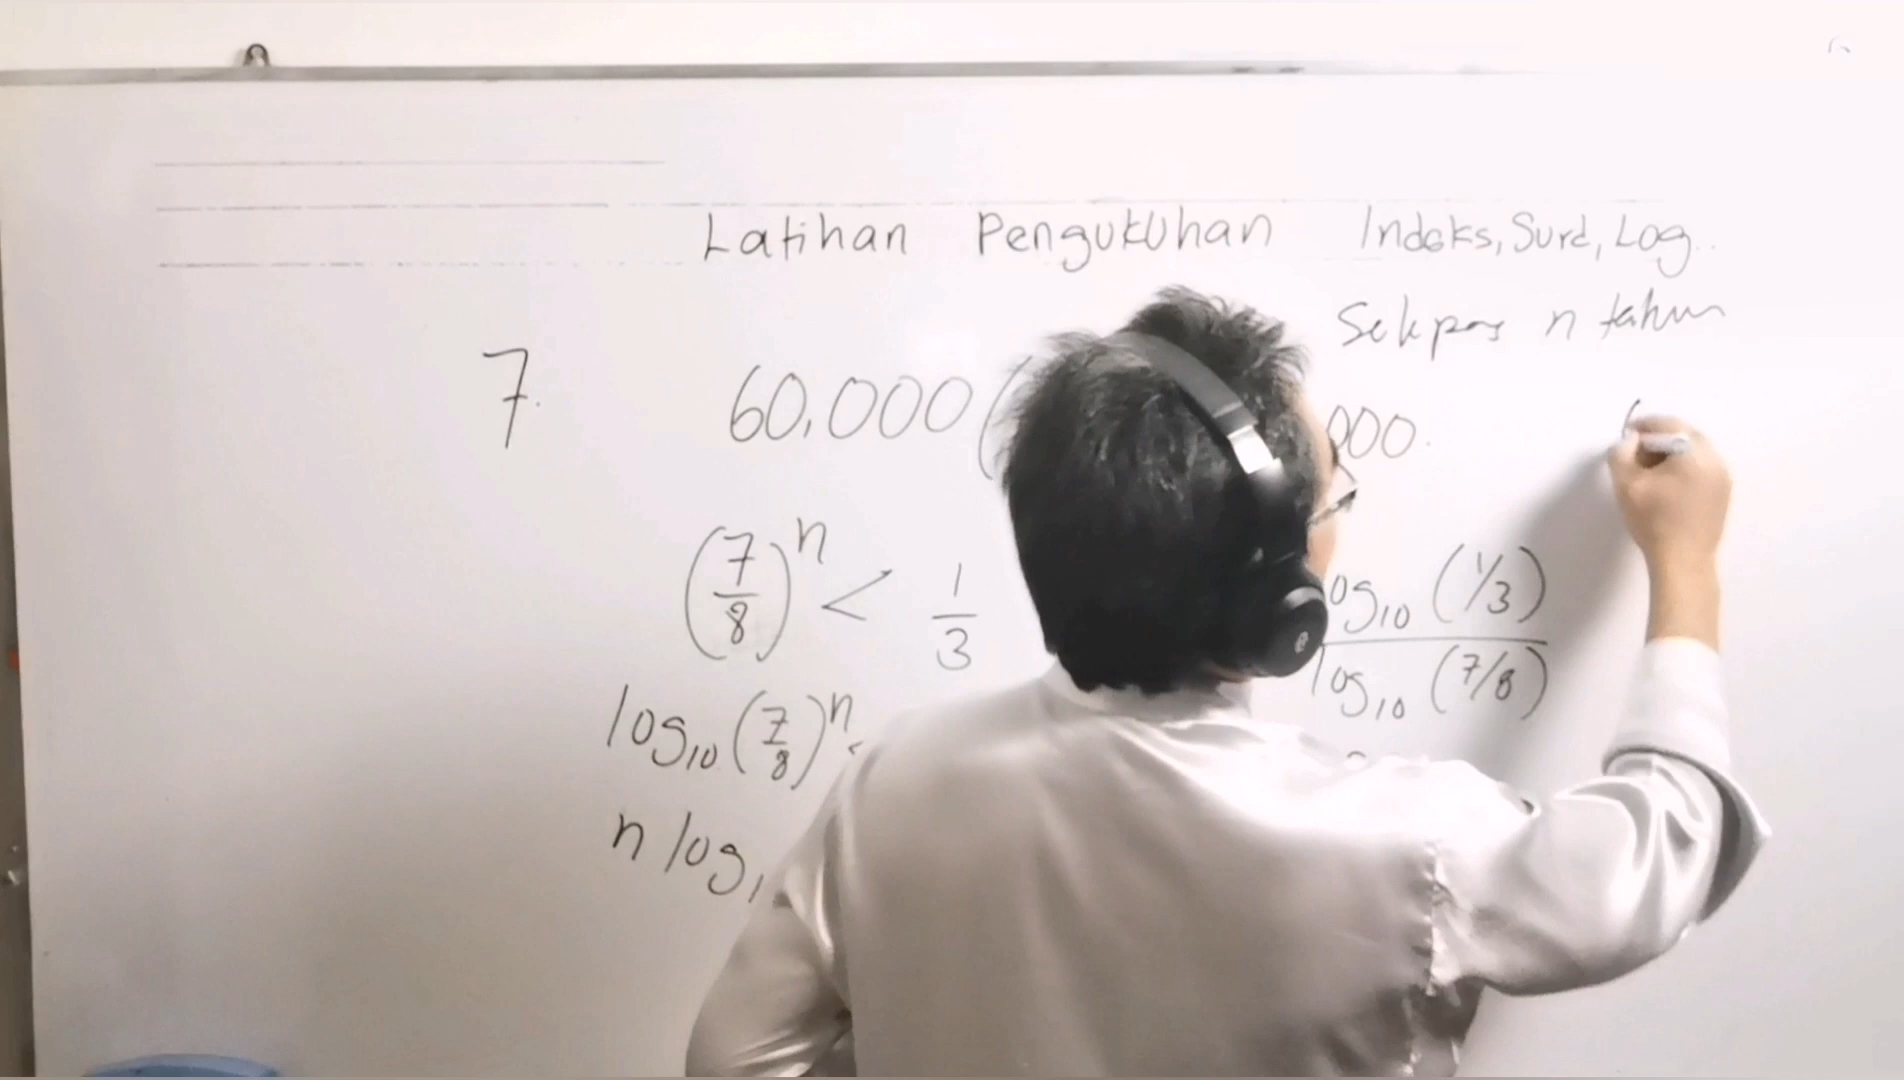 Latihan Pengukuhan Indeks, Surd, Log..
Selepas n tahun
7. 60,000( 000.
(7/8)^n < 1/3
log₁₀ (1/3)
log₁₀ (7/8)
log₁₀ (7/8)^n
n log₁